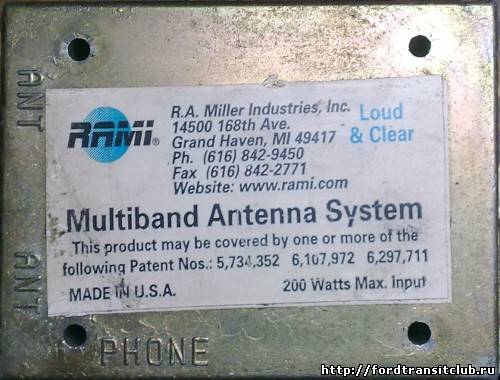 ANT
RAMI®
R.A. Miller Industries, Inc.
14500 168th Ave.
Grand Haven, MI 49417
Ph. (616) 842-9450
Fax (616) 842-2771
Website: www.rami.com
Loud
& Clear
Multiband Antenna System
This product may be covered by one or more of the
following Patent Nos.: 5,734,352 6,107,972 6,297,711
MADE IN U.S.A. 200 Watts Max. Input
ANT
PHONE
http://fordtransitclub.ru